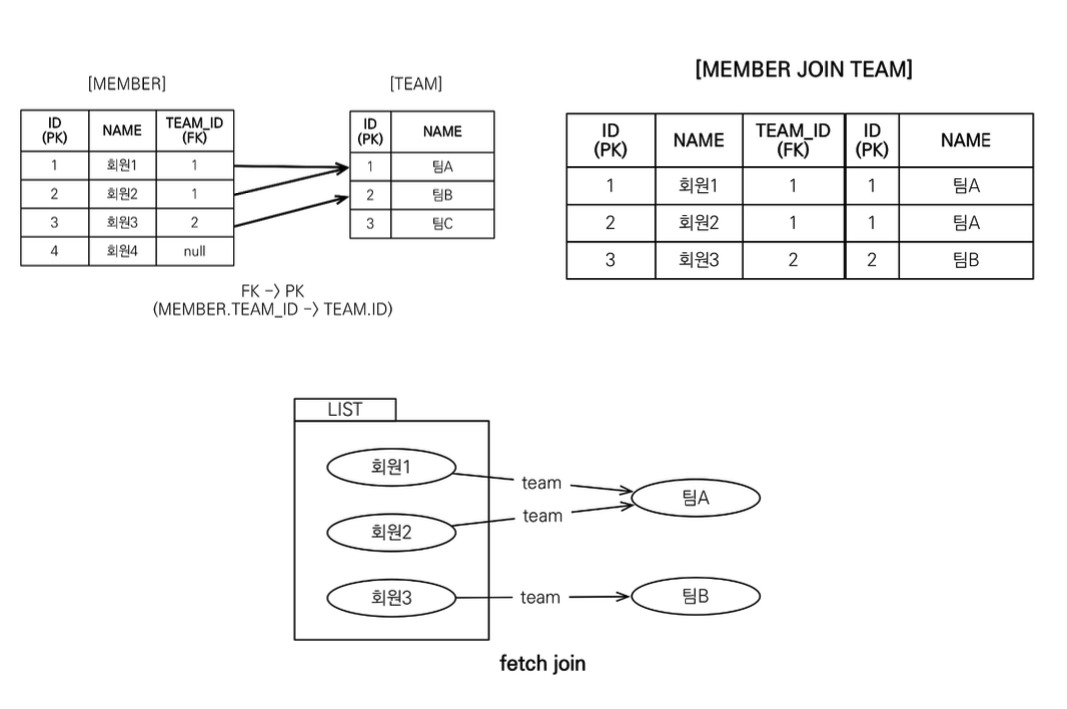 [MEMBER]
ID
(PK)
NAME
TEAM_ID
(FK)
1 회원1 1
2 회원2 1
3 회원3 2
4 회원4 null
FK -> PK
(MEMBER.TEAM_ID -> TEAM.ID)
[TEAM]
ID
(PK)
NAME
1 팀A
2 팀B
3 팀C
[MEMBER JOIN TEAM]
ID
(PK)
NAME
TEAM_ID
(FK)
ID
(PK)
NAME
1 회원1 1 1 팀A
2 회원2 1 1 팀A
3 회원3 2 2 팀B
LIST
회원1
team
팀A
회원2
team
회원3
team
팀B
fetch join